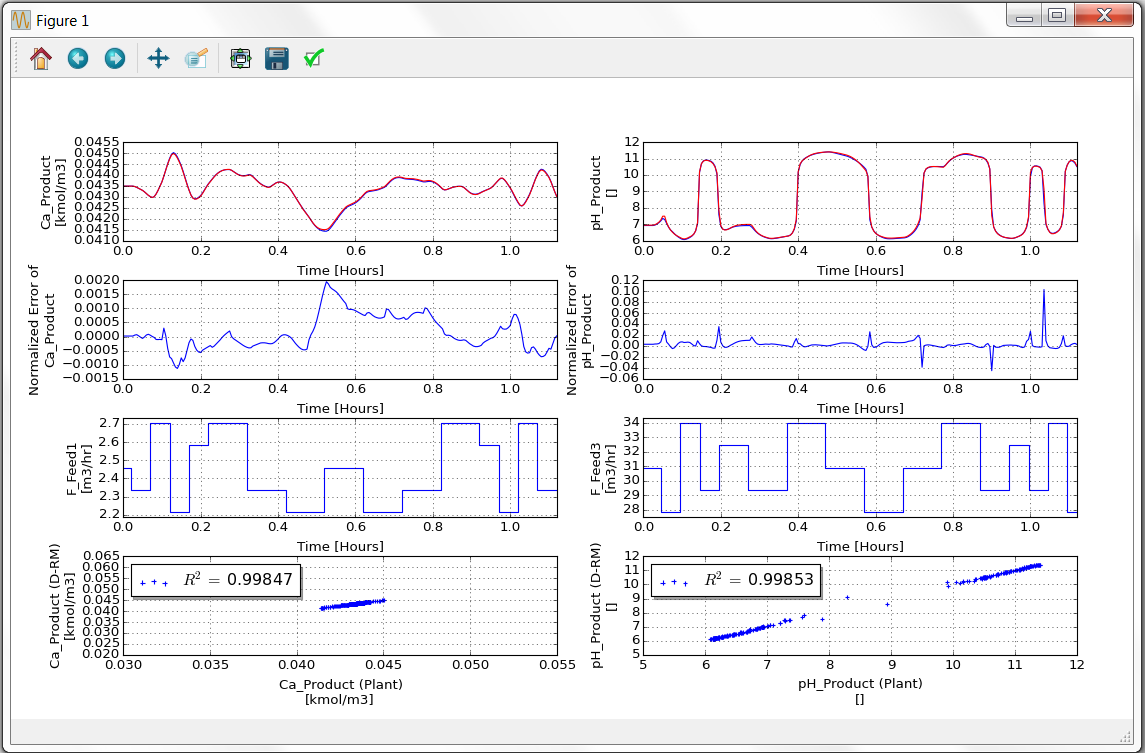 Figure 1
Ca_Product
[kmol/m3]
0.0455
0.0450
0.0445
0.0440
0.0435
0.0430
0.0425
0.0420
0.0415
0.0410
0.0 0.2 0.4 0.6 0.8 1.0
Time [Hours]
pH_Product
[]
12
11
10
9
8
7
6
0.0 0.2 0.4 0.6 0.8 1.0
Time [Hours]
Normalized Error of
Ca_Product
0.0020
0.0015
0.0010
0.0005
0.0000
−0.0005
−0.0010
−0.0015
0.0 0.2 0.4 0.6 0.8 1.0
Time [Hours]
Normalized Error of
pH_Product
0.12
0.10
0.08
0.06
0.04
0.02
0.00
−0.02
−0.04
−0.06
0.0 0.2 0.4 0.6 0.8 1.0
Time [Hours]
F_Feed1
[m3/hr]
2.7
2.6
2.5
2.4
2.3
2.2
0.0 0.2 0.4 0.6 0.8 1.0
Time [Hours]
F_Feed3
[m3/hr]
34
33
32
31
30
29
28
0.0 0.2 0.4 0.6 0.8 1.0
Time [Hours]
Ca_Product (D-RM)
[kmol/m3]
0.065
0.060
0.055
0.050
0.045
0.040
0.035
0.030
0.025
0.020
R² = 0.99847
0.030 0.035 0.040 0.045 0.050 0.055
Ca_Product (Plant)
[kmol/m3]
pH_Product (D-RM)
[]
12
11
10
9
8
7
6
5
R² = 0.99853
5 6 7 8 9 10 11 12
pH_Product (Plant)
[]